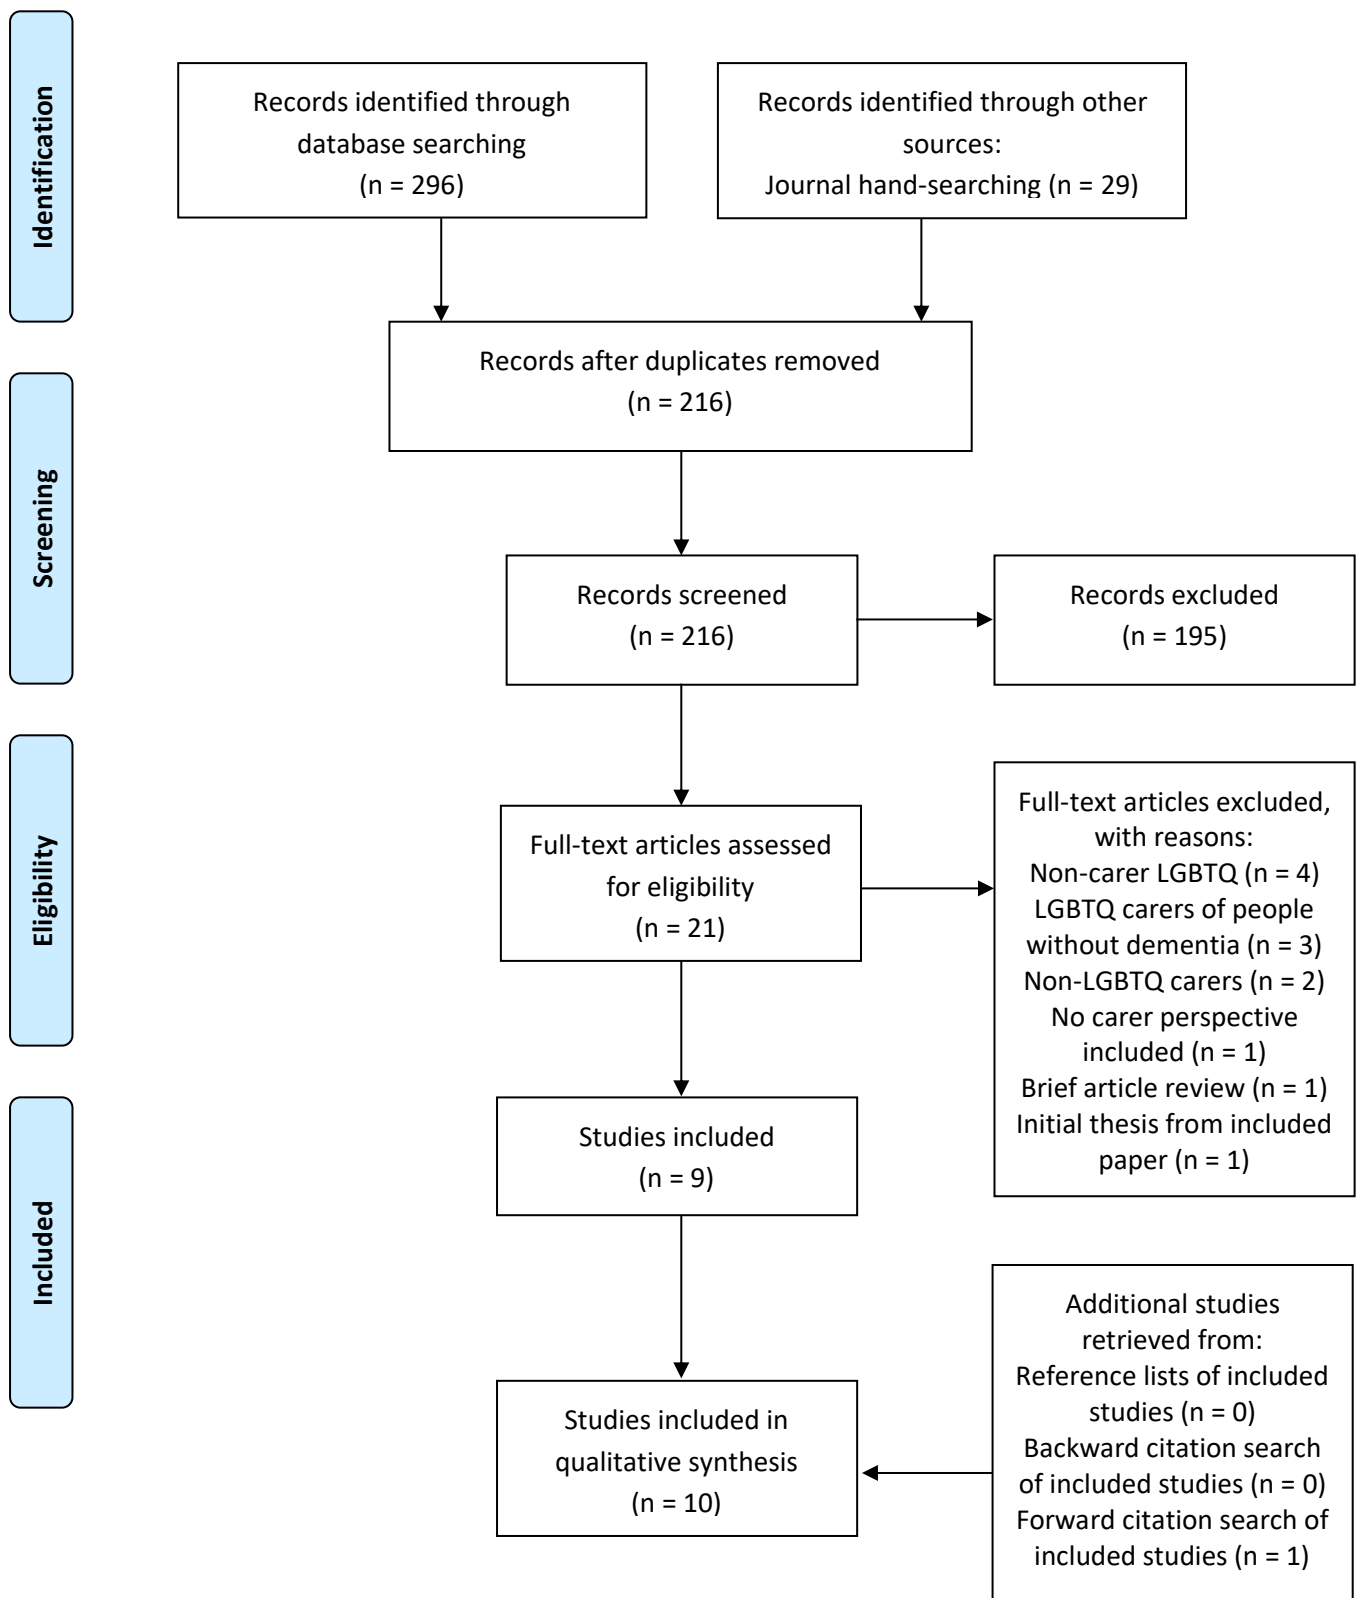 Identification
Records identified through
database searching
(n = 296)
Records identified through other
sources:
Journal hand-searching (n = 29)
Records after duplicates removed
(n = 216)
Screening
Records screened
(n = 216)
Records excluded
(n = 195)
Eligibility
Full-text articles assessed
for eligibility
(n = 21)
Full-text articles excluded,
with reasons:
Non-carer LGBTQ (n = 4)
LGBTQ carers of people
without dementia (n = 3)
Non-LGBTQ carers (n = 2)
No carer perspective
included (n = 1)
Brief article review (n = 1)
Initial thesis from included
paper (n = 1)
Included
Studies included
(n = 9)
Additional studies
retrieved from:
Reference lists of included
studies (n = 0)
Backward citation search
of included studies (n = 0)
Forward citation search of
included studies (n = 1)
Studies included in
qualitative synthesis
(n = 10)